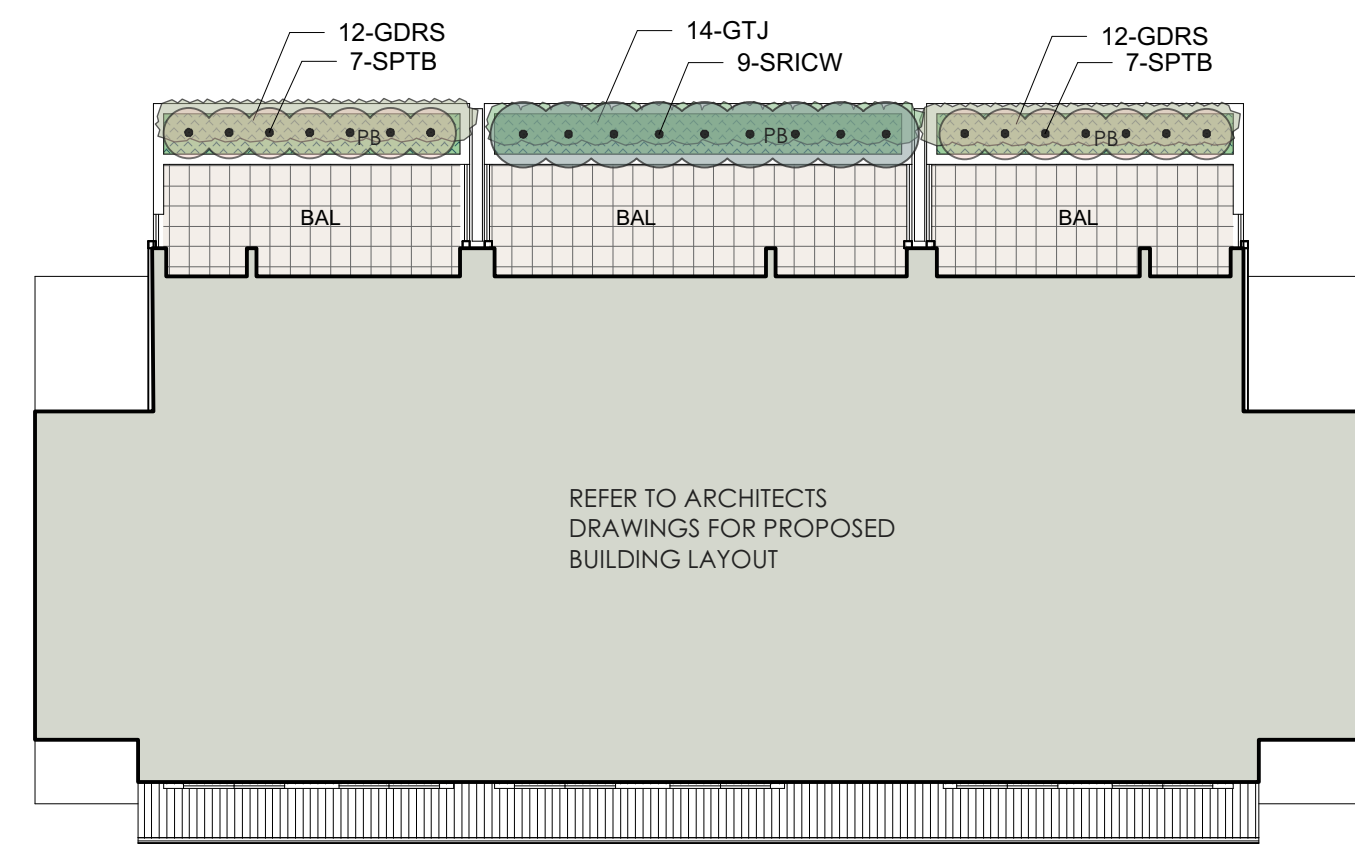 12-GDRS
7-SPTB
14-GTJ
9-SRICW
12-GDRS
7-SPTB
PB
PB
PB
BAL
BAL
BAL
REFER TO ARCHITECTS
DRAWINGS FOR PROPOSED
BUILDING LAYOUT